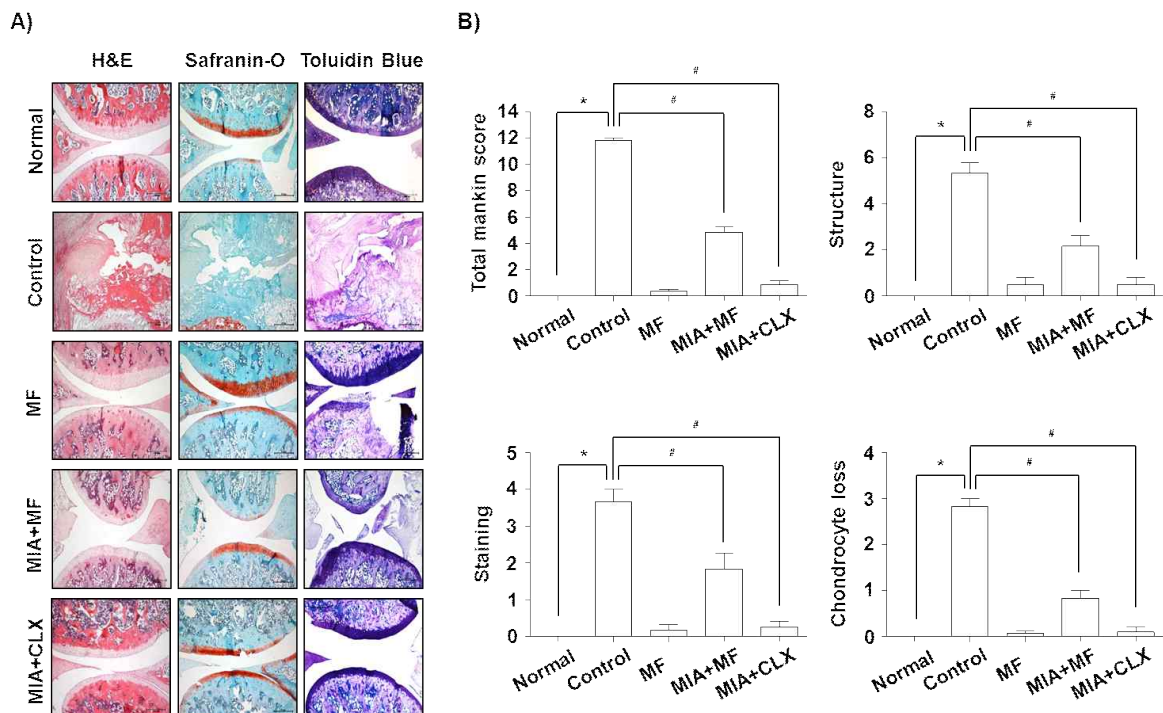 A)
H&E Safranin-O Toluidin Blue
Normal
Control
MF
MIA+MF
MIA+CLX
B)
#
* #
Total mankin score
14
12
10
8
6
4
2
0
Normal Control MF MIA+MF MIA+CLX
#
* #
Structure
8
6
4
2
0
Normal Control MF MIA+MF MIA+CLX
#
* #
Staining
5
4
3
2
1
0
Normal Control MF MIA+MF MIA+CLX
#
* #
Chondrocyte loss
4
3
2
1
0
Normal Control MF MIA+MF MIA+CLX